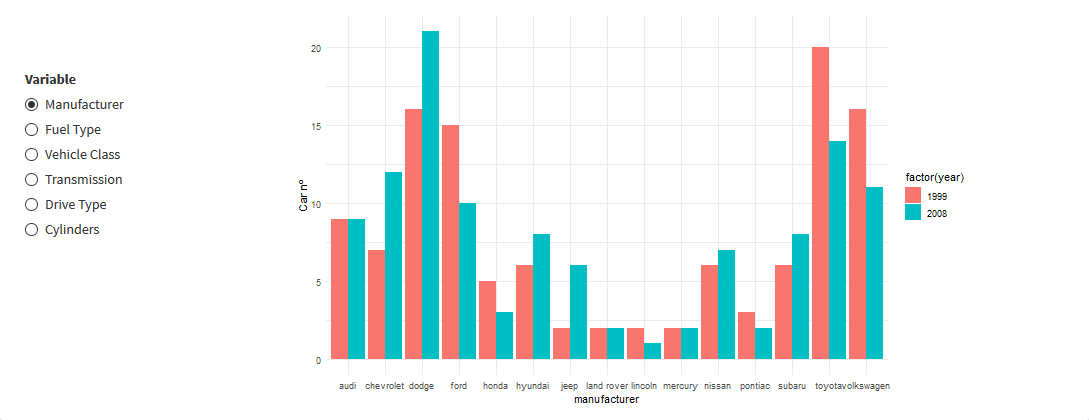 Variable
Manufacturer
Fuel Type
Vehicle Class
Transmission
Drive Type
Cylinders
Car nº
20
15
10
5
0
audi chevrolet dodge ford honda hyundai jeep land rover lincoln mercury nissan pontiac subaru toyota volkswagen
manufacturer
factor(year)
1999
2008